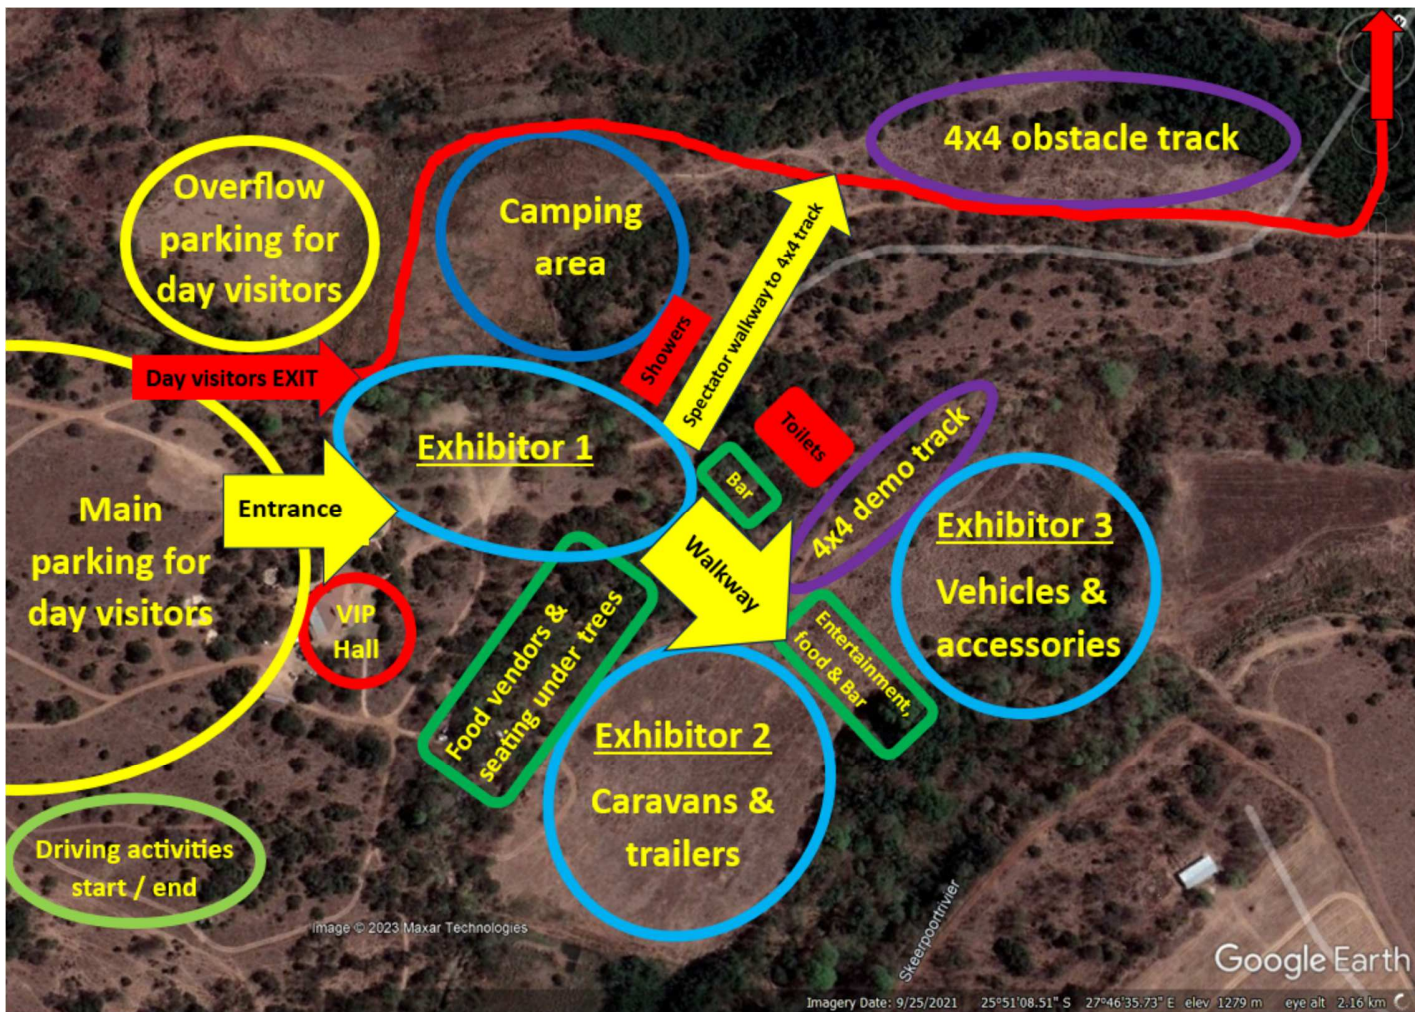 4x4 obstacle track
Overflow
parking for
day visitors
Camping
area
Showers
Spectator walkway to 4x4 track
Day visitors EXIT
Exhibitor 1
Toilets
Bar
4x4 demo track
Main
parking for
day visitors
Entrance
Walkway
Exhibitor 3
Vehicles &
accessories
VIP
Hall
Food vendors &
seating under trees
Entertainment,
food & Bar
Exhibitor 2
Caravans &
trailers
Driving activities
start / end
Image © 2023 Maxar Technologies
Skeerpoortrivier
Google Earth
Imagery Date: 9/25/2021 25°51'08.51" S 27°46'35.73" E elev 1279 m eye alt 2.16 km